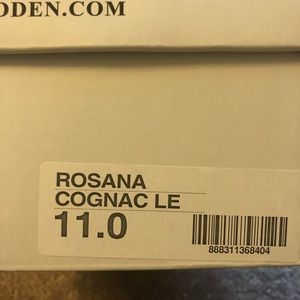 ODDEN.COM
ROSANA
COGNAC LE
11.0
888311368404